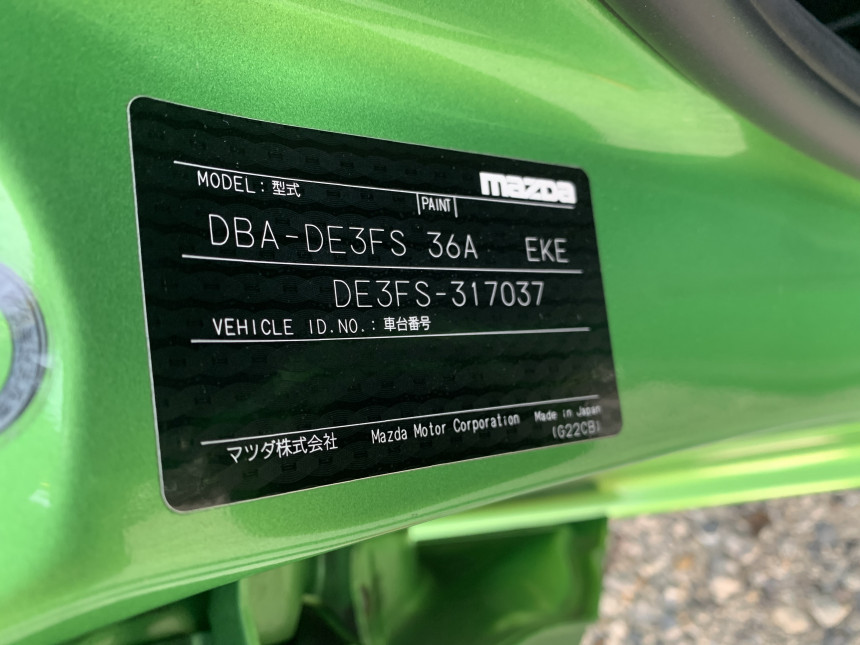 mazda
MODEL : 型式
PAINT
DBA-DE3FS 36A EKE
DE3FS-317037
VEHICLE ID.NO. : 車台番号
マツダ株式会社 Mazda Motor Corporation Made in Japan
(G22CB)